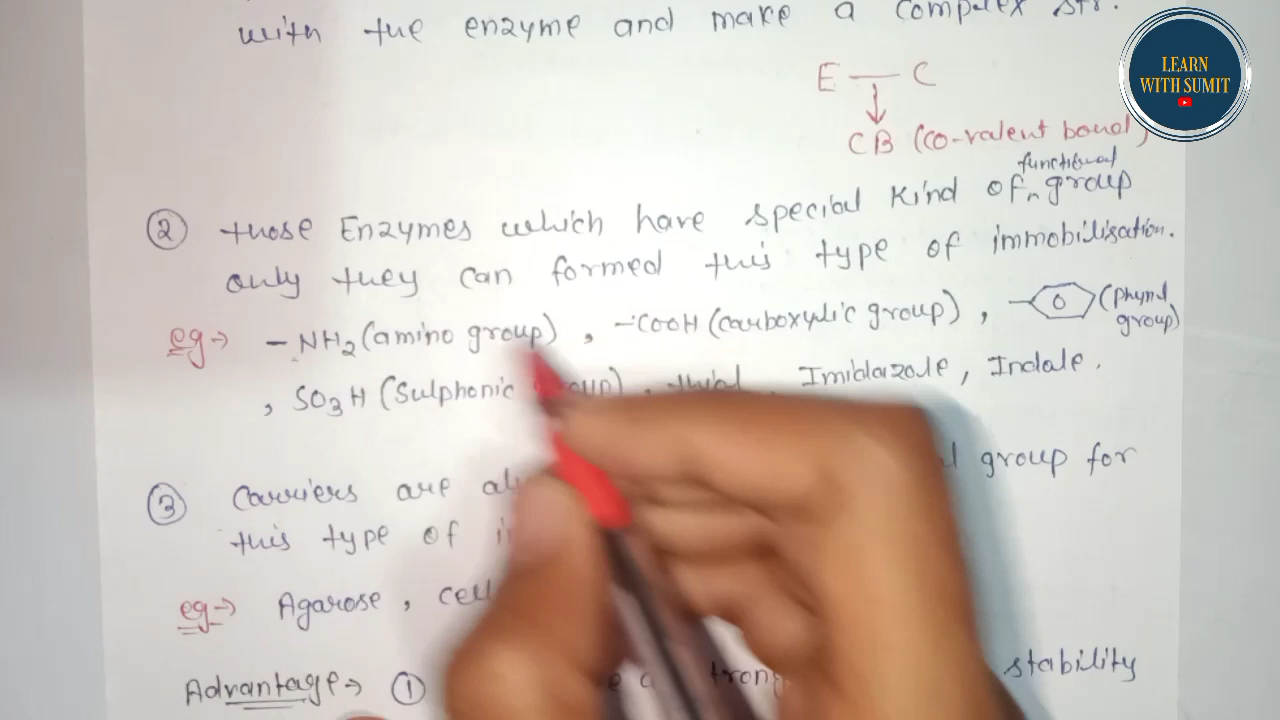 with the enzyme and make a complex str.
LEARN
WITH SUMIT
E — C
CB (co-valent bond)
functional
② those Enzymes which have special kind of group
only they can formed this type of immobilisation.
eg→ -NH2 (amino group), -COOH (carboxylic group), (phynl
group)
, SO3H (Sulphonic group), thiol, Imidazole, Indole.
③ Carriers are group for
this type of
eg→ Agarose,
Advantage→ ① stability